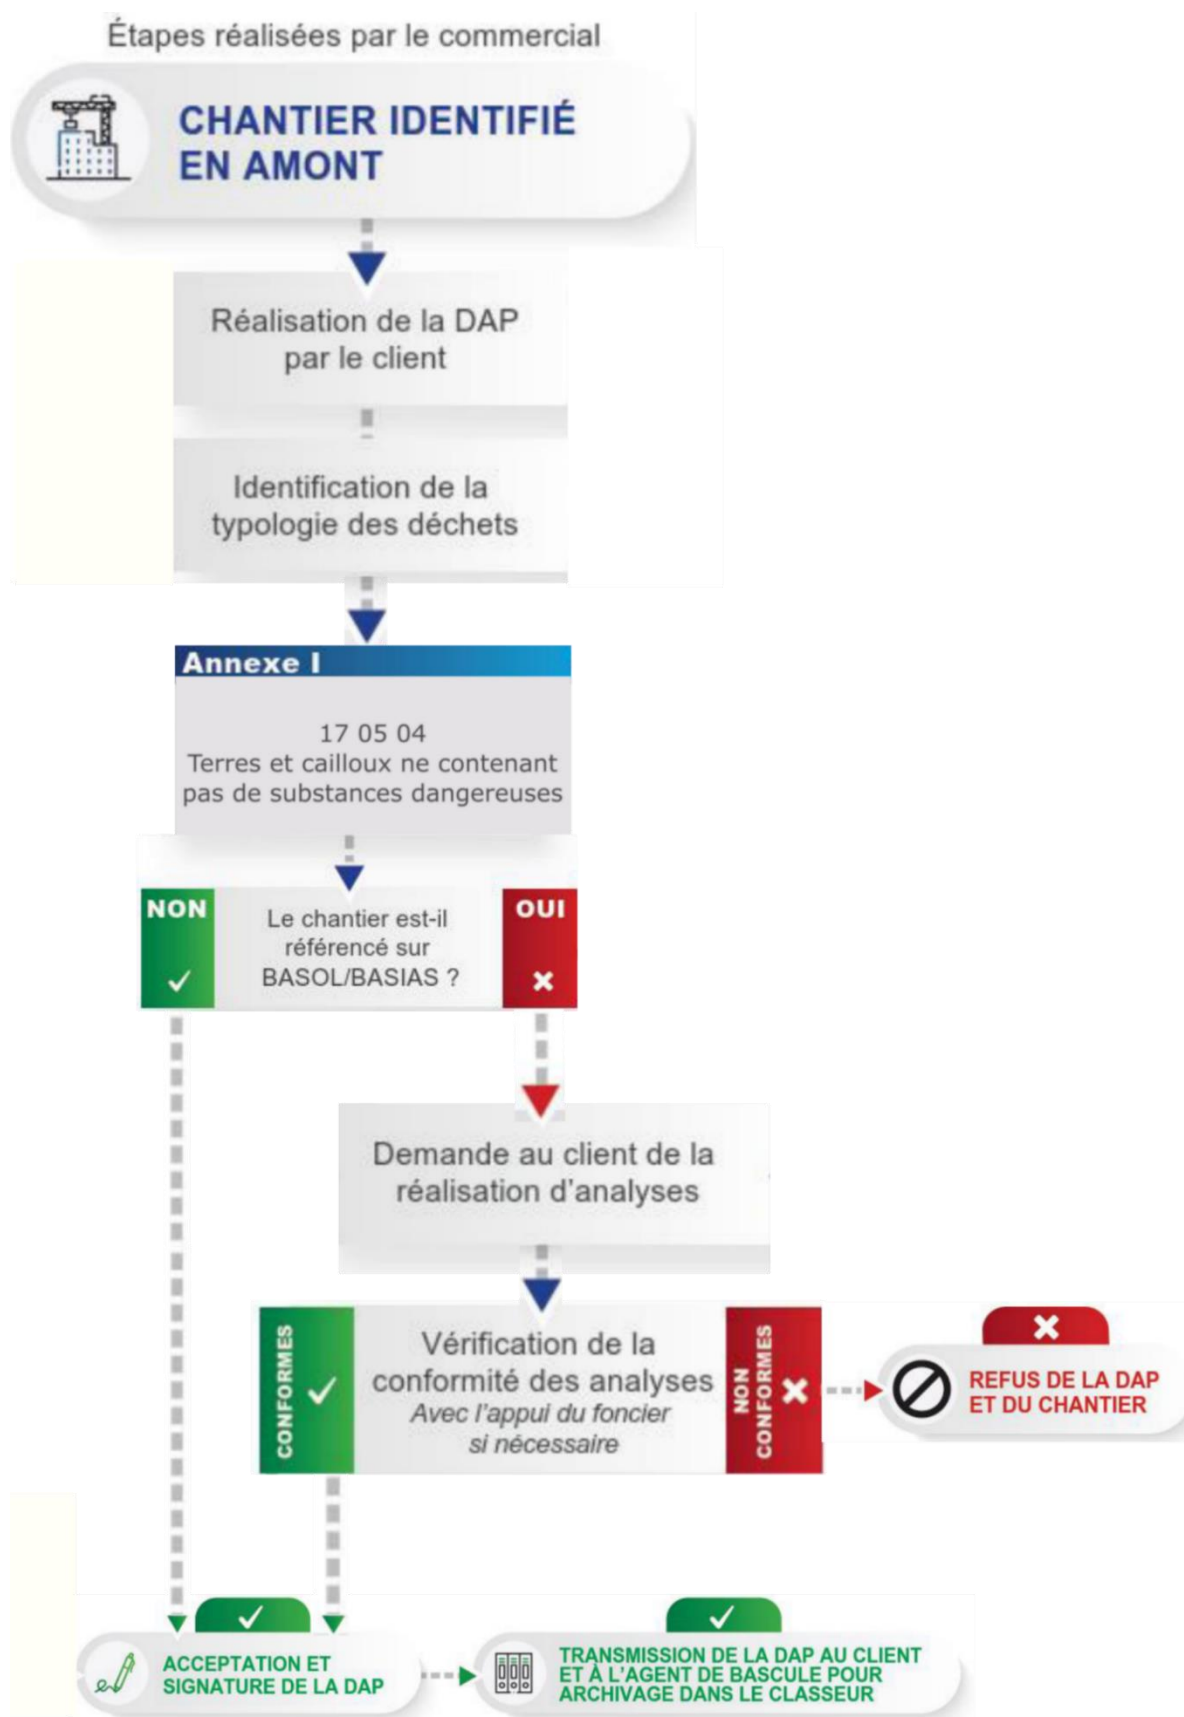 Étapes réalisées par le commercial
CHANTIER IDENTIFIÉ
EN AMONT
Réalisation de la DAP
par le client
Identification de la
typologie des déchets
Annexe I
17 05 04
Terres et cailloux ne contenant
pas de substances dangereuses
NON
Le chantier est-il
référencé sur
BASOL/BASIAS ?
OUI
Demande au client de la
réalisation d'analyses
CONFORMES
Vérification de la
conformité des analyses
Avec l'appui du foncier
si nécessaire
NON
CONFORMES
REFUS DE LA DAP
ET DU CHANTIER
ACCEPTATION ET
SIGNATURE DE LA DAP
TRANSMISSION DE LA DAP AU CLIENT
ET À L'AGENT DE BASCULE POUR
ARCHIVAGE DANS LE CLASSEUR